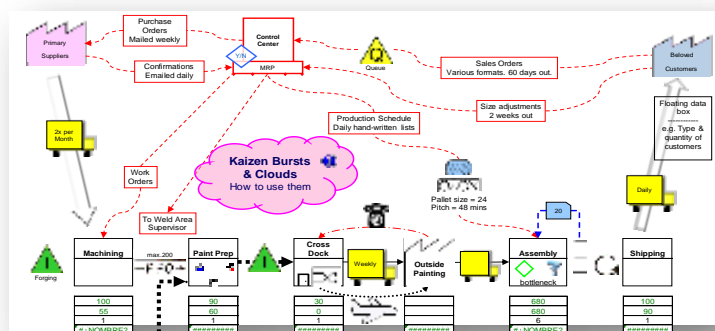 Primary
Suppliers
Purchase
Orders
Mailed weekly
Confirmations
Emailed daily
Control
Center
Y/N
MRP
Q
Queue
Sales Orders
Various formats. 60 days out.
Size adjustments
2 weeks out
Beloved
Customers
Floating data
box
------------
e.g. Type &
quantity of
customers
2x per
Month
Production Schedule
Daily hand-written lists
Kaizen Bursts
& Clouds
How to use them
Work
Orders
To Weld Area
Supervisor
Pallet size = 24
Pitch = 48 mins
Daily
20
I
Forging
Machining
max.200
FIFO
Paint Prep
I
Cross
Dock
Weekly
Outside
Painting
Assembly
bottleneck
Shipping
100
90
30
680
100
55
60
0
680
90
1
1
1
6
1
#¿NOMBRE?
#########
#########
#¿NOMBRE?
#########